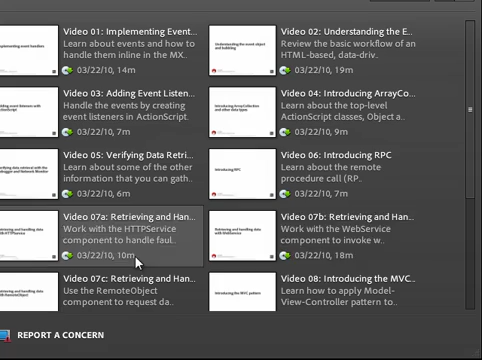 Video 01: Implementing Event...
Learn about events and how to
handle them inline in the MX..
03/22/10, 14m
Video 02: Understanding the E...
Review the basic workflow of an
HTML-based, data-driv..
03/22/10, 19m
Video 03: Adding Event Listen...
Handle the events by creating
event listeners in ActionScript.
03/22/10, 7m
Video 04: Introducing ArrayCo...
Learn about the top-level
ActionScript classes, Object a..
03/22/10, 9m
Video 05: Verifying Data Retri...
Learn about some of the other
information that you can gath..
03/22/10, 6m
Video 06: Introducing RPC
Learn about the remote
procedure call (RP..
03/22/10, 7m
Introducing RPC
Video 07a: Retrieving and Han...
Work with the HTTPService
component to handle faul..
03/22/10, 10m
Video 07b: Retrieving and Han...
Work with the WebService
component to invoke w..
03/22/10, 18m
Video 07c: Retrieving and Han...
Use the RemoteObject
component to request da..
Video 08: Introducing the MVC...
Learn how to apply Model-
View-Controller pattern to..
Introducing the MVC pattern
REPORT A CONCERN